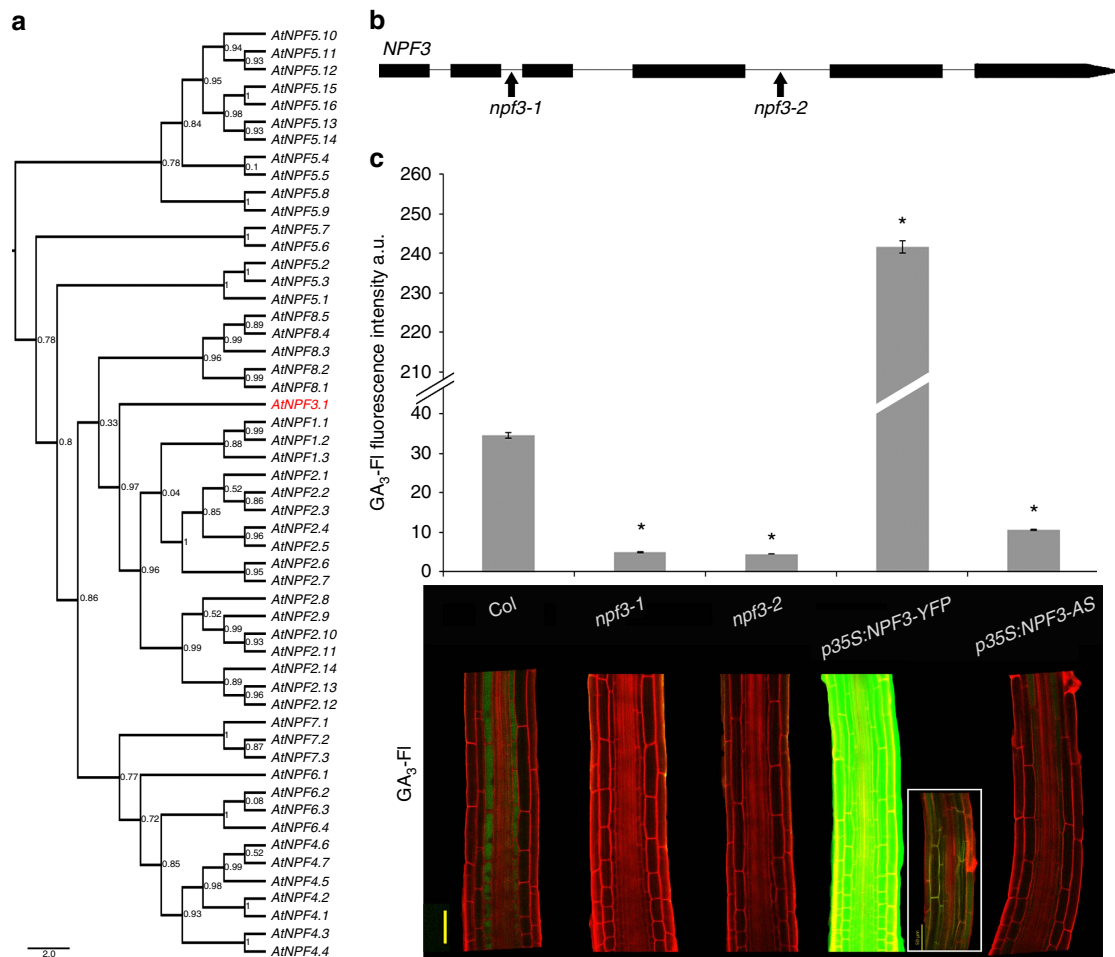 a
AtNPF5.10
0.94
AtNPF5.11
0.93
AtNPF5.12
0.95
AtNPF5.15
1
AtNPF5.16
0.98
AtNPF5.13
0.93
AtNPF5.14
0.84
AtNPF5.4
0.1
AtNPF5.5
0.78
AtNPF5.8
1
AtNPF5.9
AtNPF5.7
1
AtNPF5.6
AtNPF5.2
1
AtNPF5.3
1
AtNPF5.1
0.78
AtNPF8.5
0.89
AtNPF8.4
0.99
AtNPF8.3
0.96
AtNPF8.2
0.99
AtNPF8.1
AtNPF3.1
0.33
AtNPF1.1
0.99
AtNPF1.2
0.88
AtNPF1.3
0.8
AtNPF2.1
0.52
AtNPF2.2
0.86
AtNPF2.3
0.85
0.97
0.04
AtNPF2.4
0.96
AtNPF2.5
1
AtNPF2.6
0.95
AtNPF2.7
0.96
0.86
AtNPF2.8
0.52
AtNPF2.9
0.99
AtNPF2.10
0.93
AtNPF2.11
0.99
AtNPF2.14
0.89
AtNPF2.13
0.96
AtNPF2.12
AtNPF7.1
1
AtNPF7.2
0.87
AtNPF7.3
0.77
AtNPF6.1
AtNPF6.2
0.08
AtNPF6.3
1
AtNPF6.4
0.72
AtNPF4.6
0.52
AtNPF4.7
0.99
AtNPF4.5
0.85
0.98
AtNPF4.2
1
AtNPF4.1
0.93
AtNPF4.3
1
AtNPF4.4
2.0
b
NPF3
npf3-1
npf3-2
c
GA3-Fl fluorescence intensity a.u.
260
250
240
230
220
210
40
30
20
10
0
*
*
*
*
Col
npf3-1
npf3-2
p35S:NPF3-YFP
p35S:NPF3-AS
GA3-Fl
50 µm